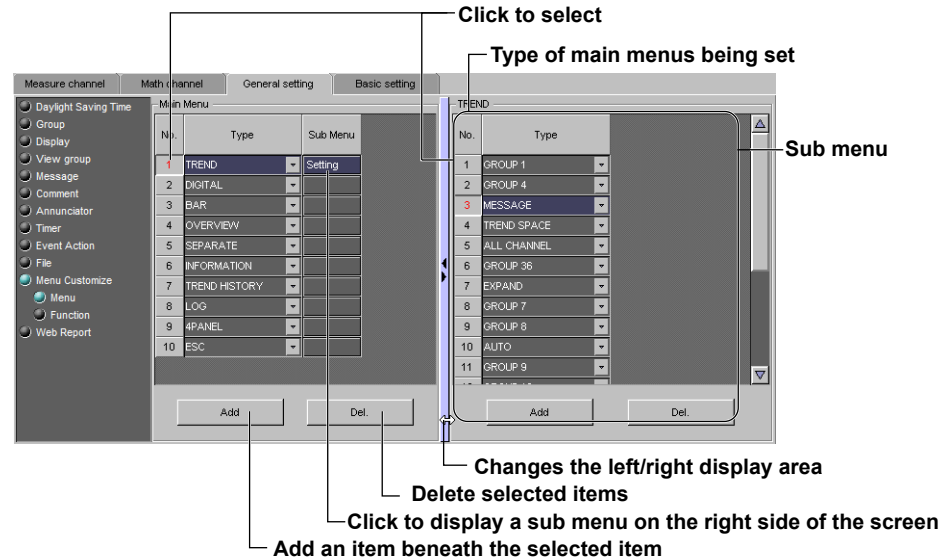 Click to select
Type of main menus being set
Measure channel Math channel General setting Basic setting
Daylight Saving Time
Group
Display
View group
Message
Comment
Annunciator
Timer
Event Action
File
Menu Customize
Menu
Function
Web Report
Main Menu
No. Type Sub Menu
1 TREND Setting
2 DIGITAL
3 BAR
4 OVERVIEW
5 SEPARATE
6 INFORMATION
7 TREND HISTORY
8 LOG
9 4PANEL
10 ESC
Add Del.
TREND
No. Type
1 GROUP 1
2 GROUP 4
3 MESSAGE
4 TREND SPACE
5 ALL CHANNEL
6 GROUP 36
7 EXPAND
8 GROUP 7
9 GROUP 8
10 AUTO
11 GROUP 9
Add Del.
Sub menu
Changes the left/right display area
Delete selected items
Click to display a sub menu on the right side of the screen
Add an item beneath the selected item